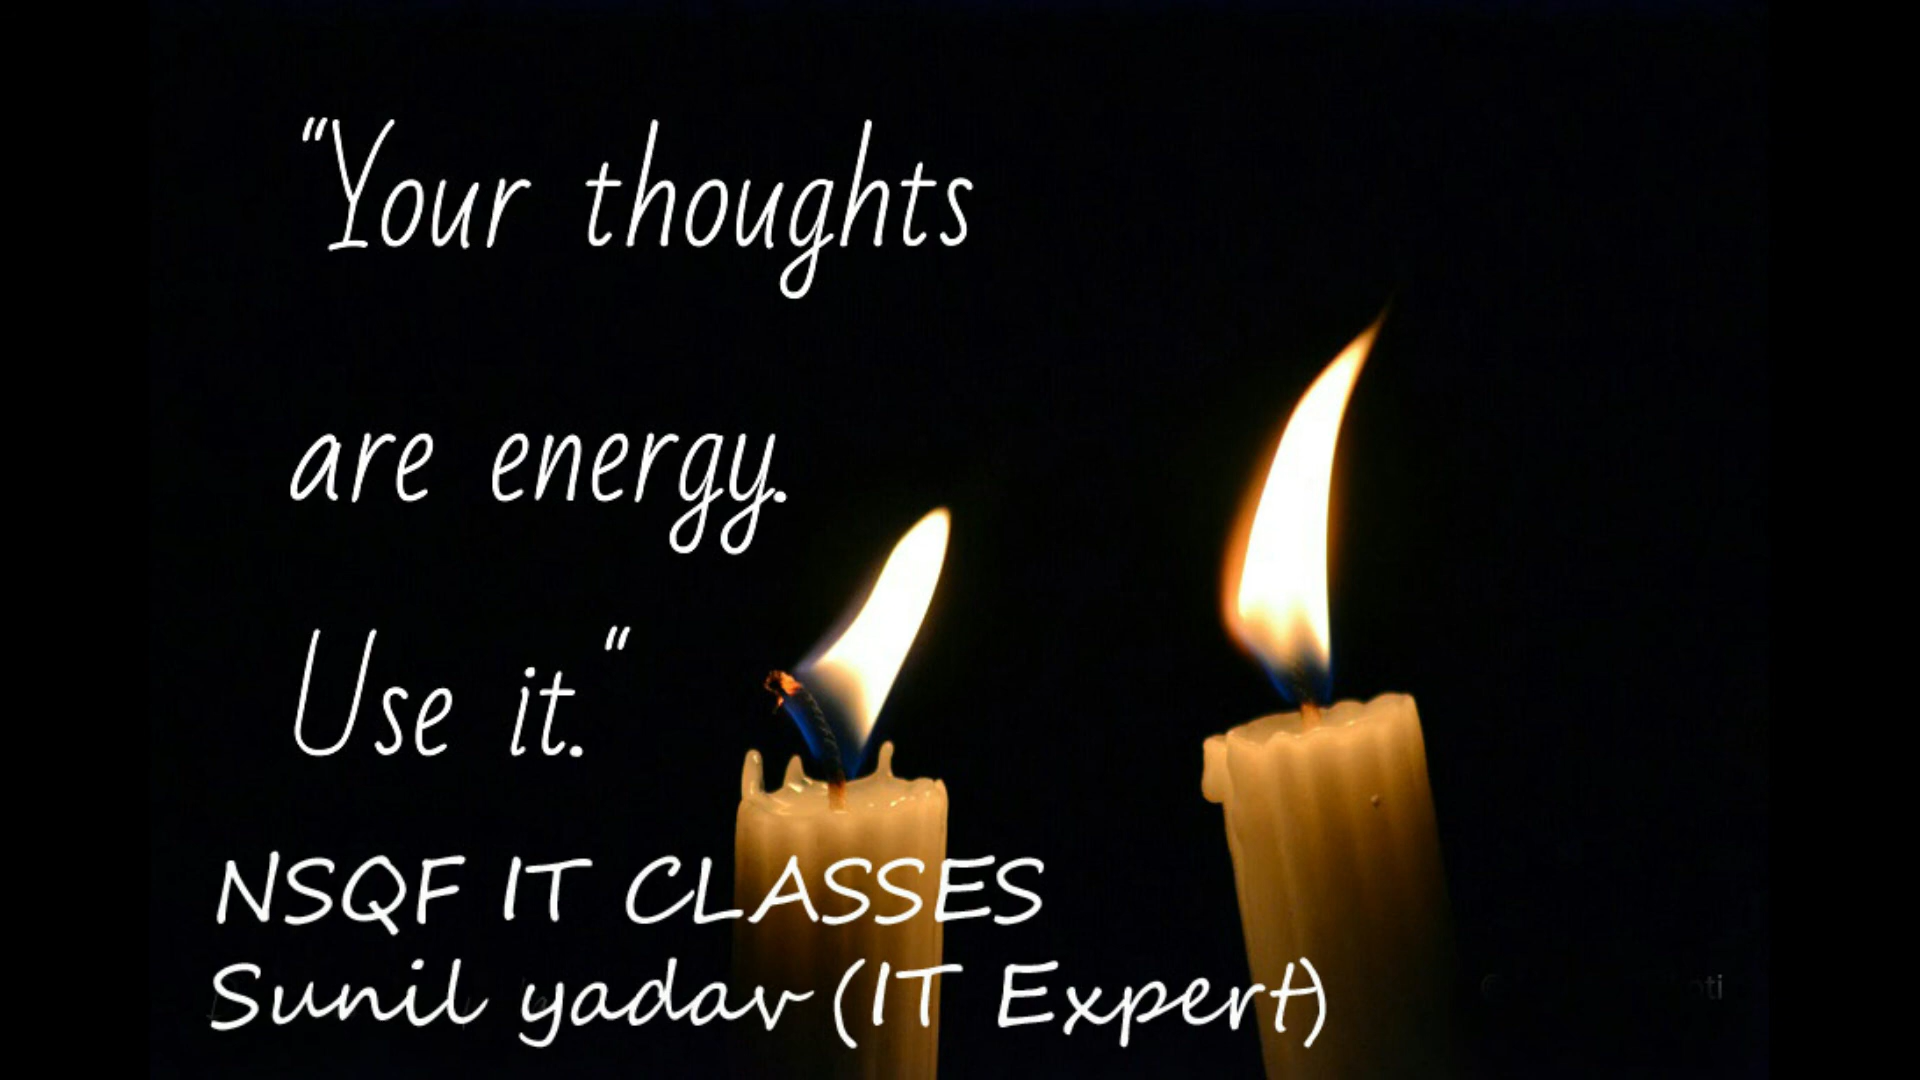 "Your thoughts
are energy.
Use it."
NSQF IT CLASSES
Sunil yadav (IT Expert)